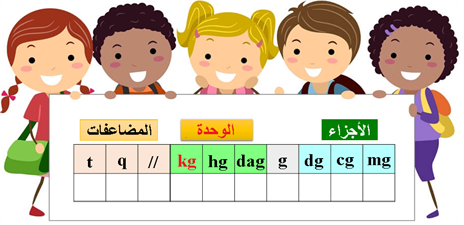 الأجزاء الوحدة المضاعفات
t q // kg hg dag g dg cg mg